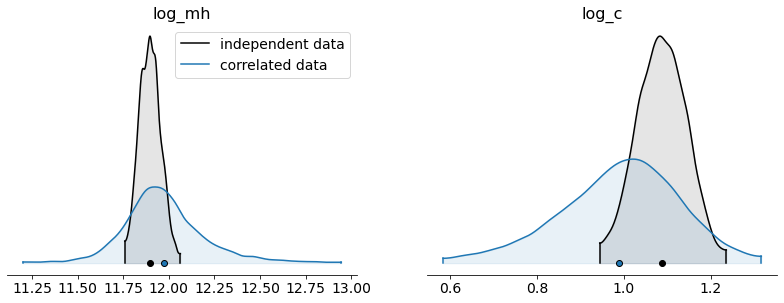 log_mh
log_c
independent data
correlated data
11.25 11.50 11.75 12.00 12.25 12.50 12.75 13.00
0.6 0.8 1.0 1.2